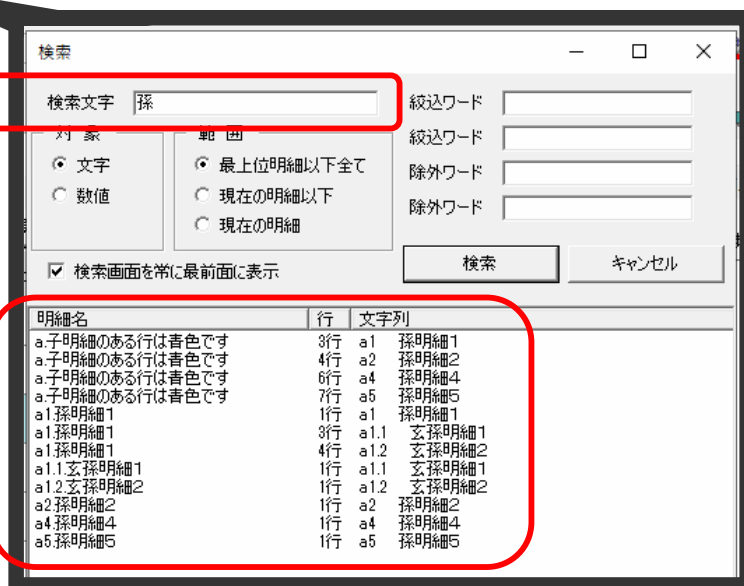 検索
検索文字 孫
絞込ワード
絞込ワード
除外ワード
除外ワード
対象
文字
数値
範囲
最上位明細以下全て
現在の明細以下
現在の明細
検索画面を常に最前面に表示
検索 キャンセル
明細名 行 文字列
a.子明細のある行は青色です 3行 a1 孫明細1
a.子明細のある行は青色です 4行 a2 孫明細2
a.子明細のある行は青色です 6行 a4 孫明細4
a.子明細のある行は青色です 7行 a5 孫明細5
a1.孫明細1 1行 a1 孫明細1
a1.孫明細1 3行 a1.1 玄孫明細1
a1.孫明細1 4行 a1.2 玄孫明細2
a1.1.玄孫明細1 1行 a1.1 玄孫明細1
a1.2.玄孫明細2 1行 a1.2 玄孫明細2
a2.孫明細2 1行 a2 孫明細2
a4.孫明細4 1行 a4 孫明細4
a5.孫明細5 1行 a5 孫明細5